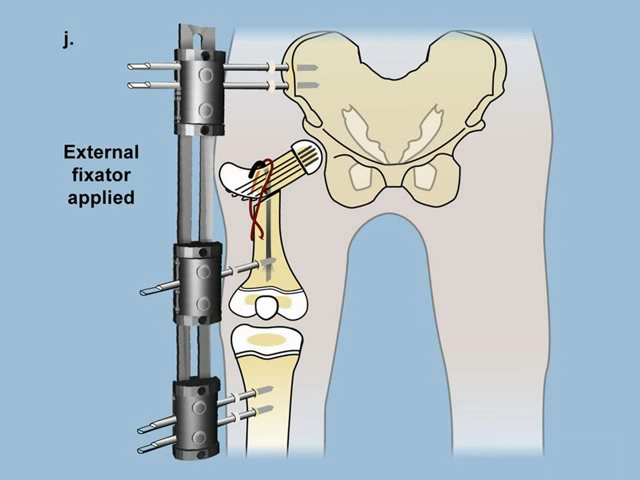 j.
External
fixator
applied